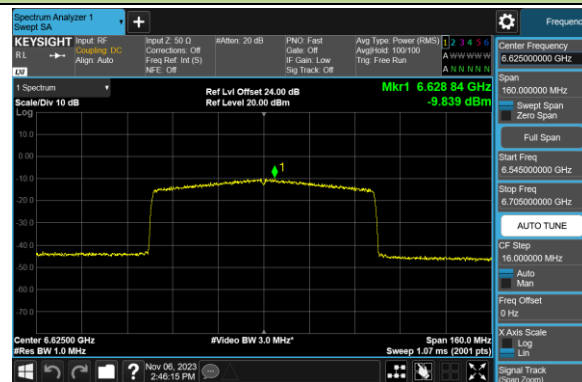 Spectrum Analyzer 1
Swept SA
Frequenc
KEYSIGHT Input: RF
R L Coupling: DC
Align: Auto
LXI
Input Z: 50 Ω
Corrections: Off
Freq Ref: Int (S)
NFE: Off
#Atten: 20 dB
PNO: Fast
Gate: Off
IF Gain: Low
Sig Track: Off
Avg Type: Power (RMS)
Avg|Hold: 100/100
Trig: Free Run
1 2 3 4 5 6
A W W W W W
A N N N N N
1 Spectrum
Scale/Div 10 dB
Log
Ref Lvl Offset 24.00 dB
Ref Level 20.00 dBm
Mkr1 6.628 84 GHz
-9.839 dBm
10.0
0.00
-10.0
-20.0
-30.0
-40.0
-50.0
-60.0
-70.0
1
Center 6.62500 GHz
#Res BW 1.0 MHz
#Video BW 3.0 MHz*
Span 160.0 MHz
Sweep 1.07 ms (2001 pts)
Nov 06, 2023
2:46:15 PM
Center Frequency
6.625000000 GHz
Span
160.000000 MHz
Swept Span
Zero Span
Full Span
Start Freq
6.545000000 GHz
Stop Freq
6.705000000 GHz
AUTO TUNE
CF Step
16.000000 MHz
Auto
Man
Freq Offset
0 Hz
X Axis Scale
Log
Lin
Signal Track
(Span Zoom)